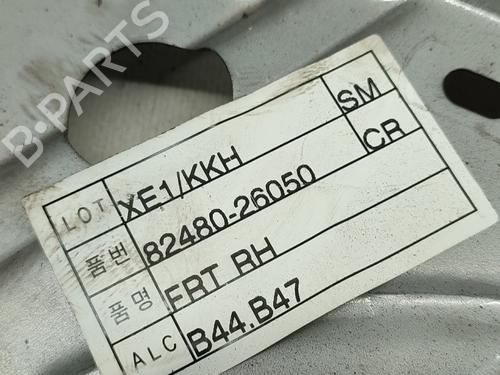 B-PARTS
LOT XE1/KKH SM
품번 82480-26050 CR
품명 FRT RH
ALC B44.B47